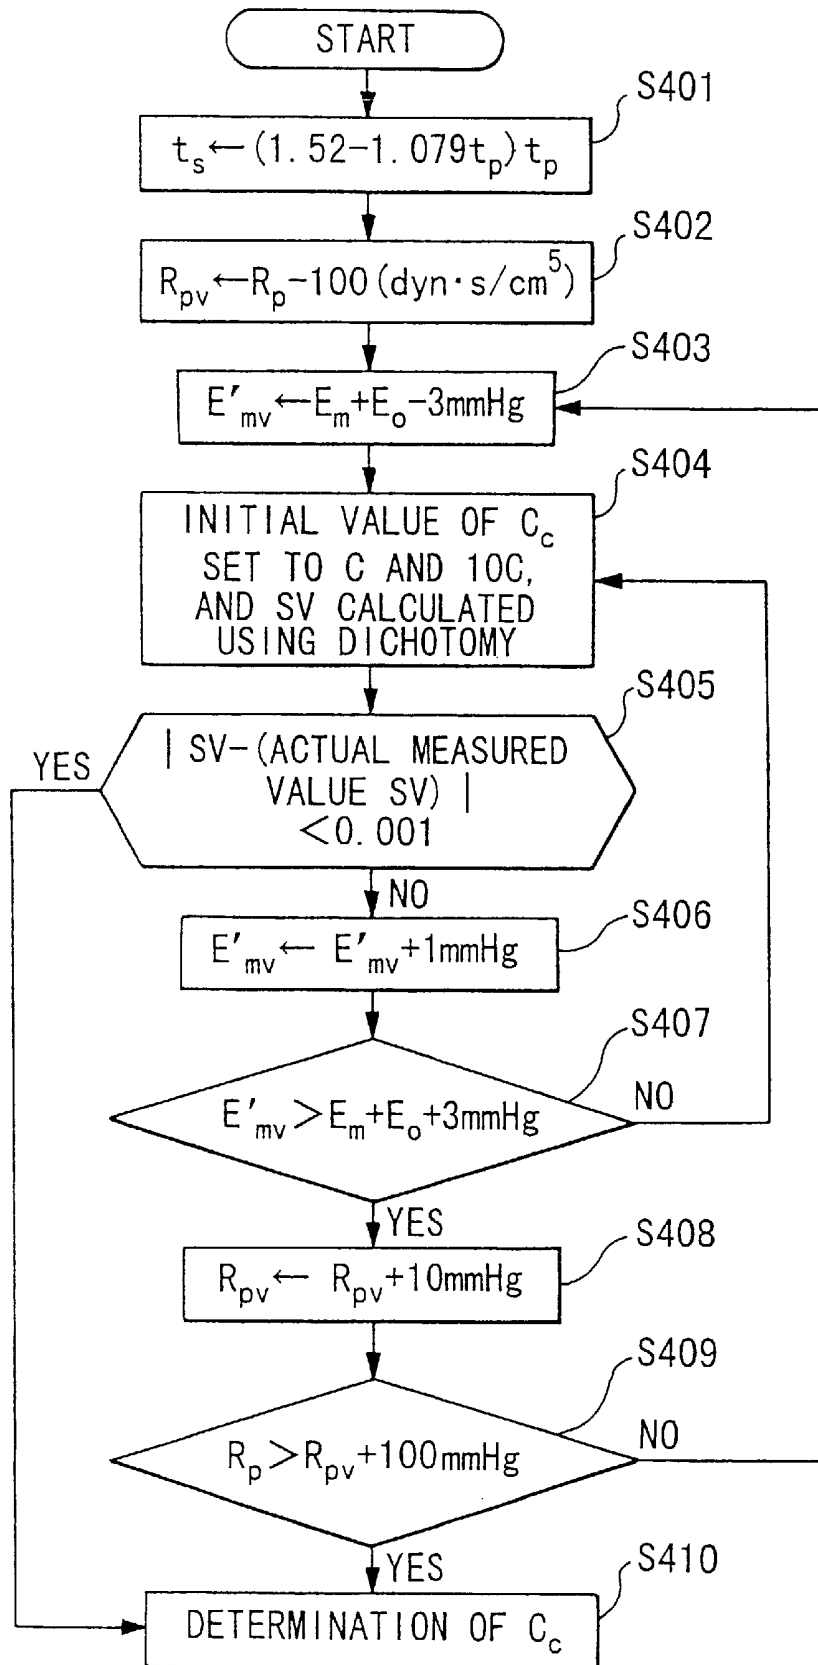 START
S401
t_s←(1.52-1.079t_p)t_p
S402
R_pv←R_p-100(dyn·s/cm^5)
S403
E'_mv←E_m+E_o-3mmHg
S404
INITIAL VALUE OF C_c
SET TO C AND 10C,
AND SV CALCULATED
USING DICHOTOMY
S405
YES
| SV-(ACTUAL MEASURED
VALUE SV) |
<0.001
NO
S406
E'_mv← E'_mv+1mmHg
S407
E'_mv>E_m+E_o+3mmHg
NO
YES
S408
R_pv← R_pv+10mmHg
S409
R_p>R_pv+100mmHg
NO
YES
S410
DETERMINATION OF C_c